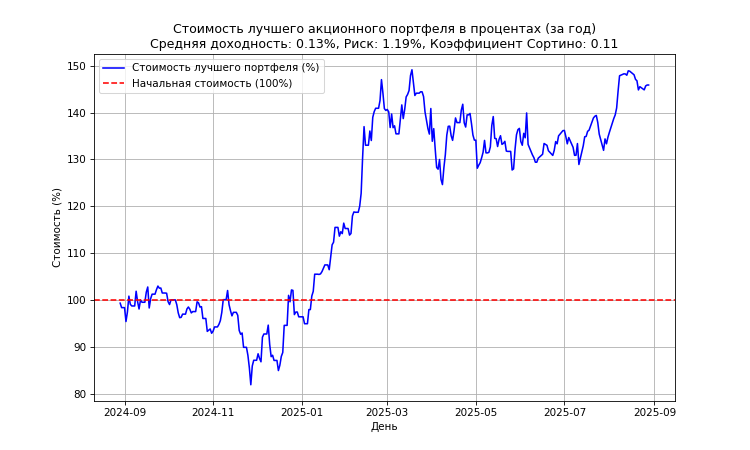 Стоимость лучшего акционного портфеля в процентах (за год)
Средняя доходность: 0.13%, Риск: 1.19%, Коэффициент Сортино: 0.11
Стоимость лучшего портфеля (%)
Начальная стоимость (100%)
Стоимость (%)
150
140
130
120
110
100
90
80
2024-09
2024-11
2025-01
2025-03
2025-05
2025-07
2025-09
День